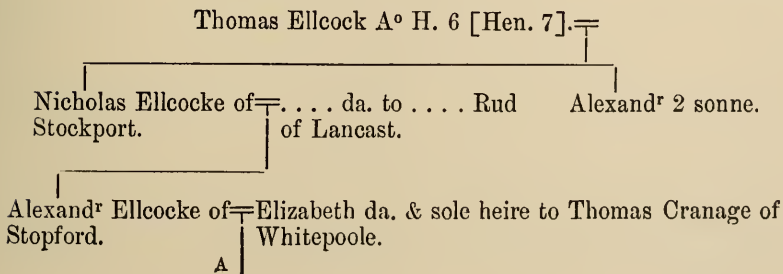 Thomas Ellcock Aº H. 6 [Hen. 7].
Nicholas Ellcocke of . . . . da. to . . . . Rud Alexandʳ 2 sonne.
Stockport. of Lancast.
Alexandʳ Ellcocke of Elizabeth da. & sole heire to Thomas Cranage of
Stopford. Whitepoole.
A